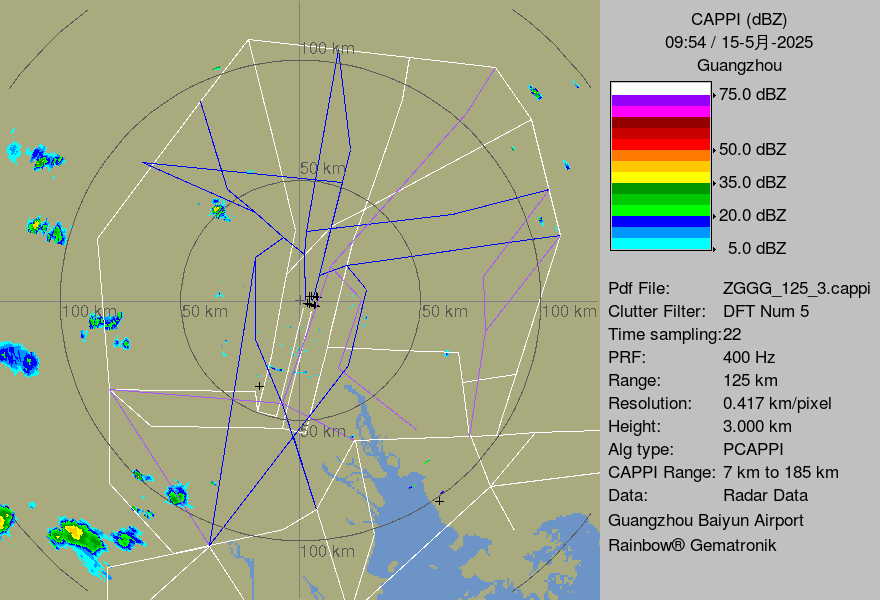 100 km
50 km
100 km
50 km
50 km
100 km
50 km
100 km
CAPPI (dBZ)
09:54 / 15-5月-2025
Guangzhou
75.0 dBZ
50.0 dBZ
35.0 dBZ
20.0 dBZ
5.0 dBZ
Pdf File: ZGGG_125_3.cappi
Clutter Filter: DFT Num 5
Time sampling:22
PRF: 400 Hz
Range: 125 km
Resolution: 0.417 km/pixel
Height: 3.000 km
Alg type: PCAPPI
CAPPI Range: 7 km to 185 km
Data: Radar Data
Guangzhou Baiyun Airport
Rainbow® Gematronik